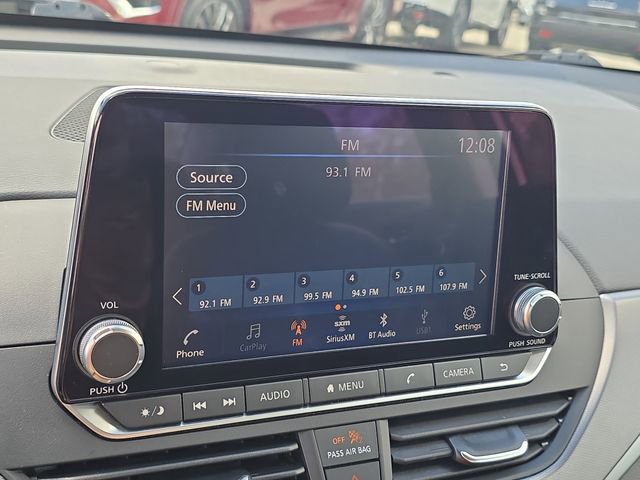 FM 12:08
Source 93.1 FM
FM Menu
1 2 3 4 5 6
92.1 FM 92.9 FM 99.5 FM 94.9 FM 102.5 FM 107.9 FM
Phone CarPlay FM SiriusXM BT Audio USB1 Settings
sxm
VOL
TUNE·SCROLL
PUSH
PUSH SOUND
AUDIO MENU CAMERA
OFF
PASS AIR BAG